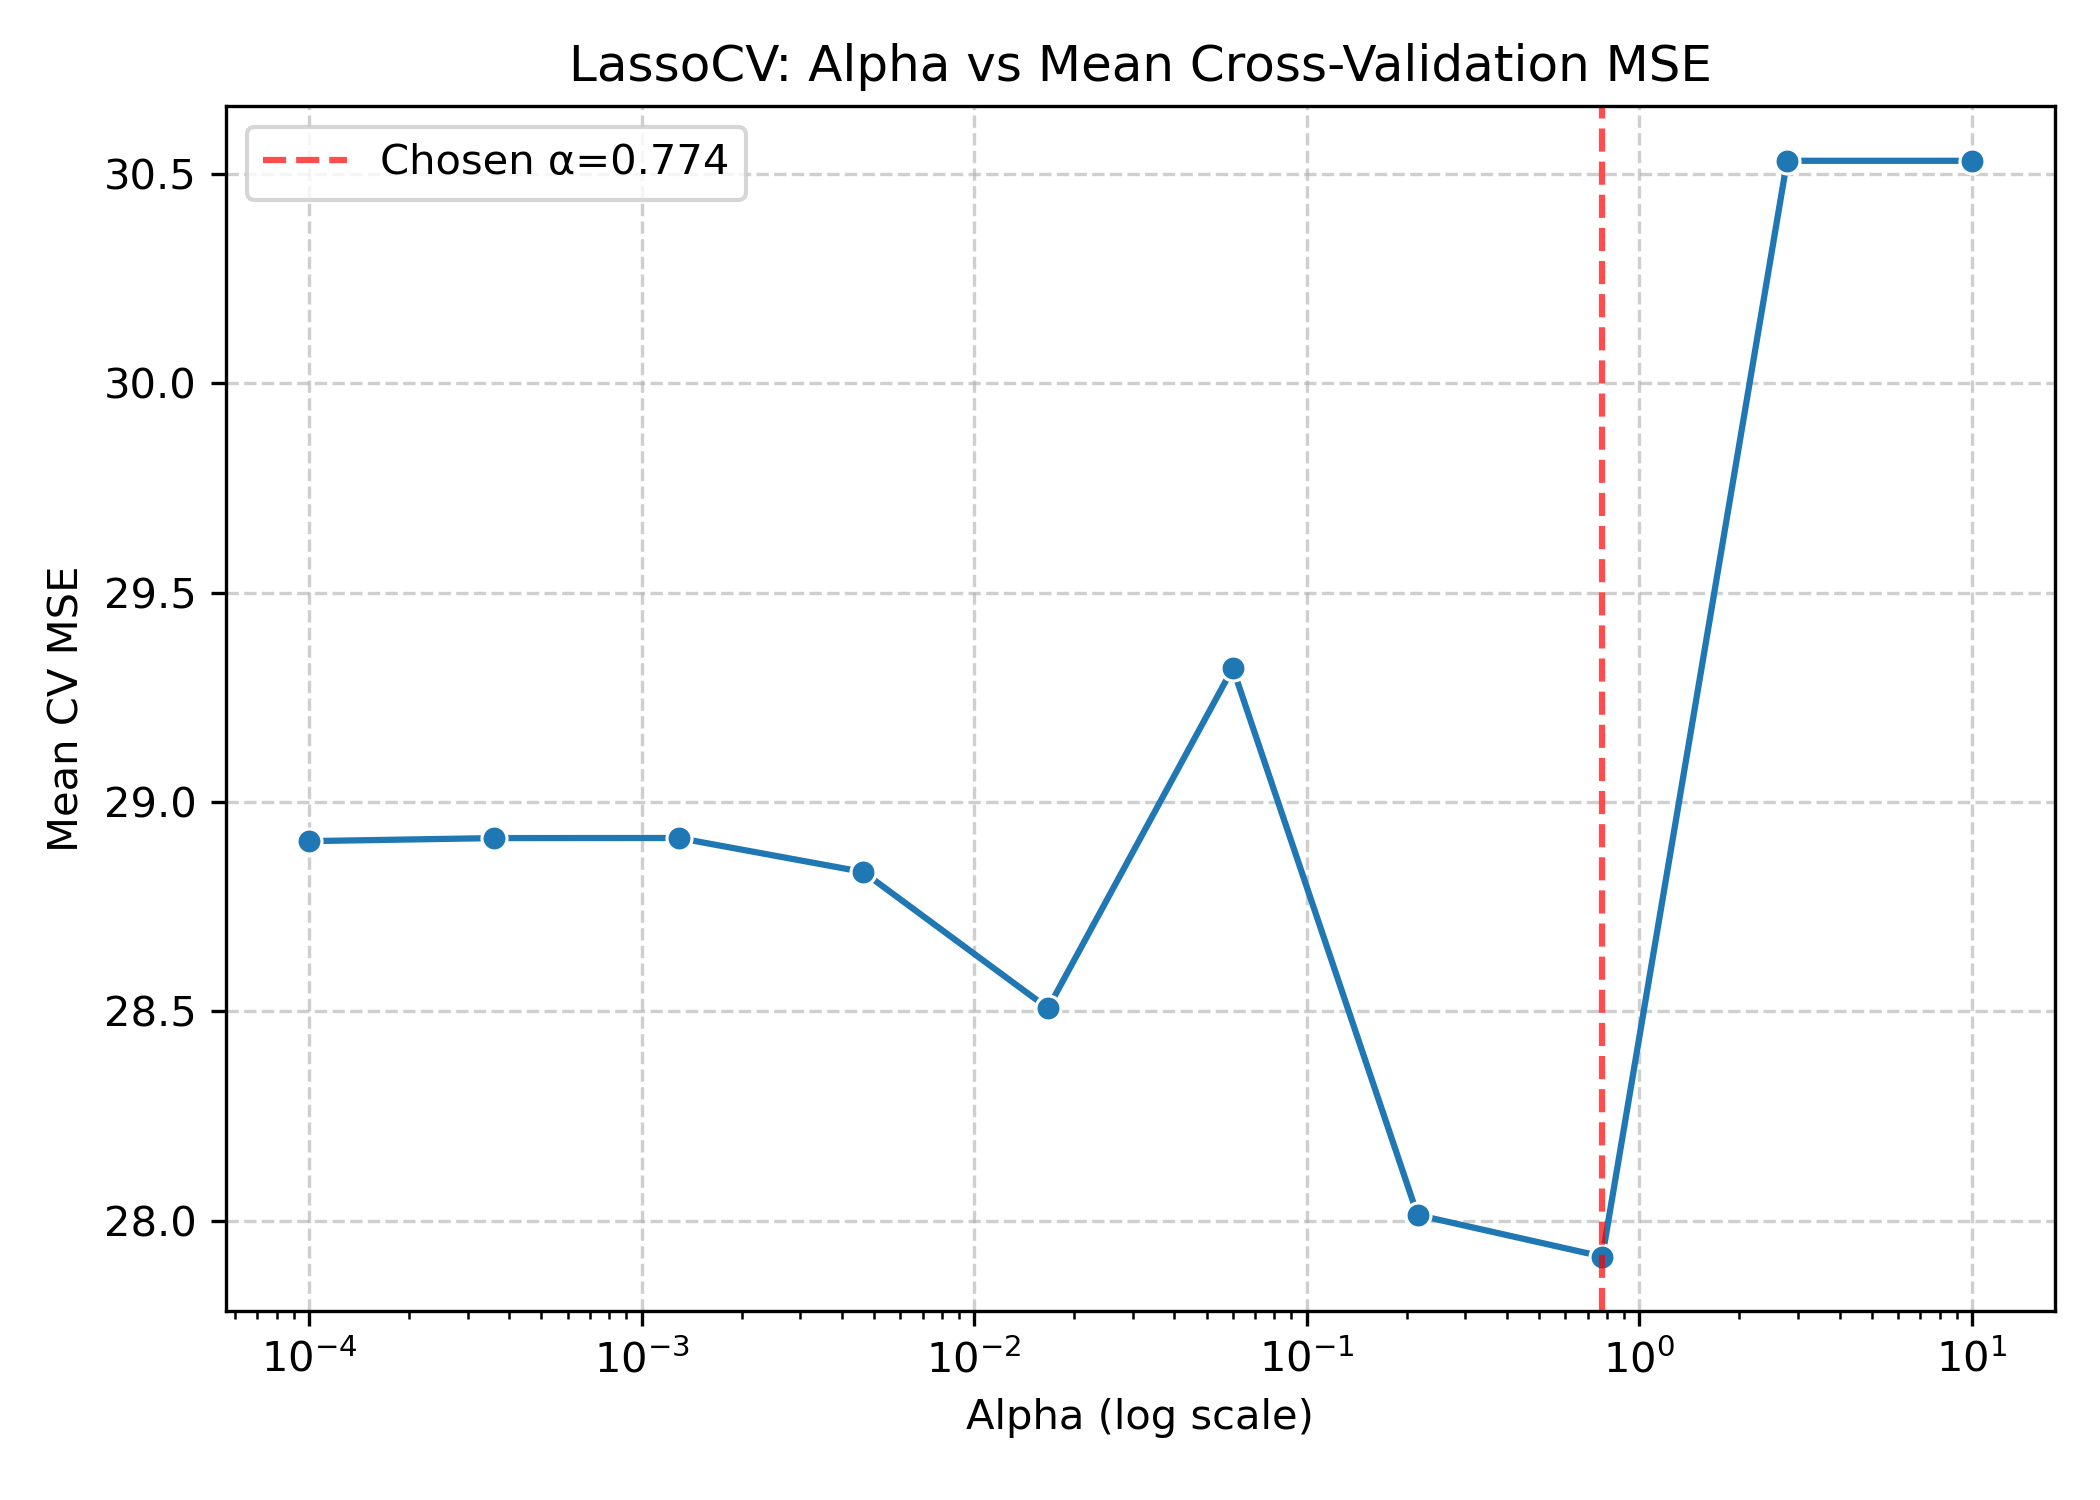 LassoCV: Alpha vs Mean Cross-Validation MSE
Chosen α=0.774
Mean CV MSE
30.5
30.0
29.5
29.0
28.5
28.0
10⁻⁴ 10⁻³ 10⁻² 10⁻¹ 10⁰ 10¹
Alpha (log scale)